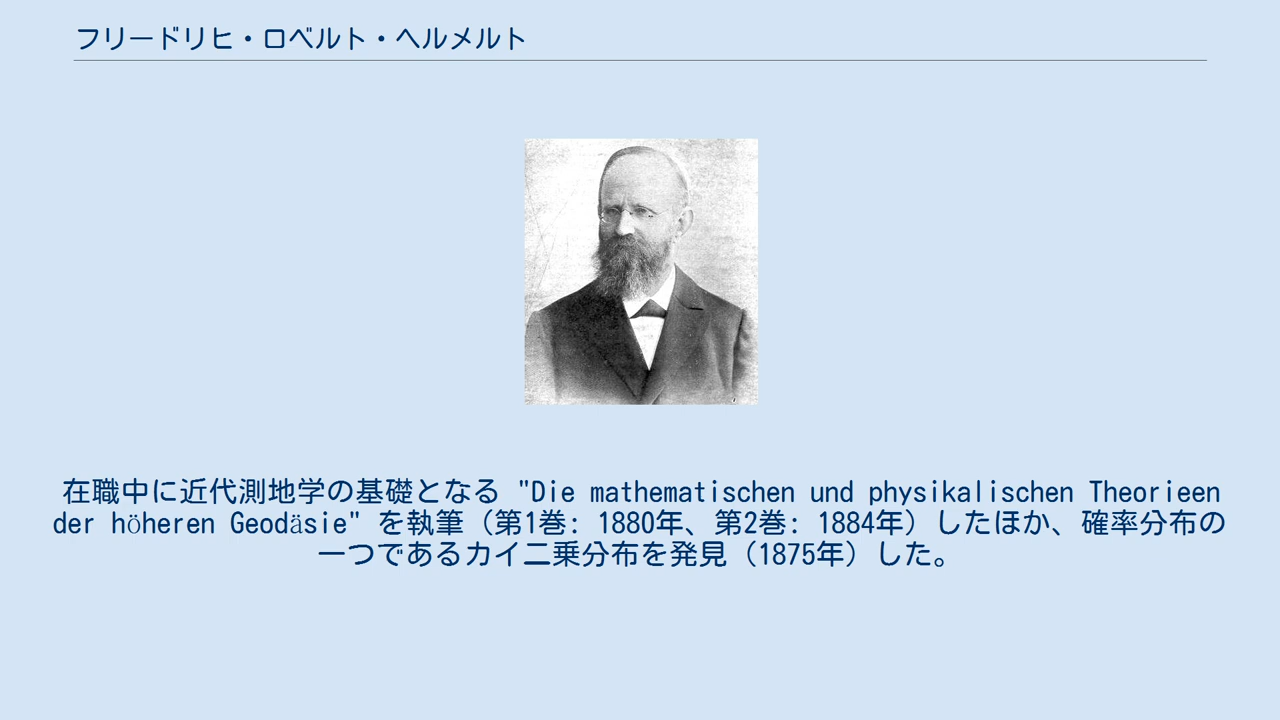 フリードリヒ・ロベルト・ヘルメルト
在職中に近代測地学の基礎となる "Die mathematischen und physikalischen Theorieen
der höheren Geodäsie" を執筆（第1巻: 1880年、第2巻: 1884年）したほか、確率分布の
一つであるカイ二乗分布を発見（1875年）した。